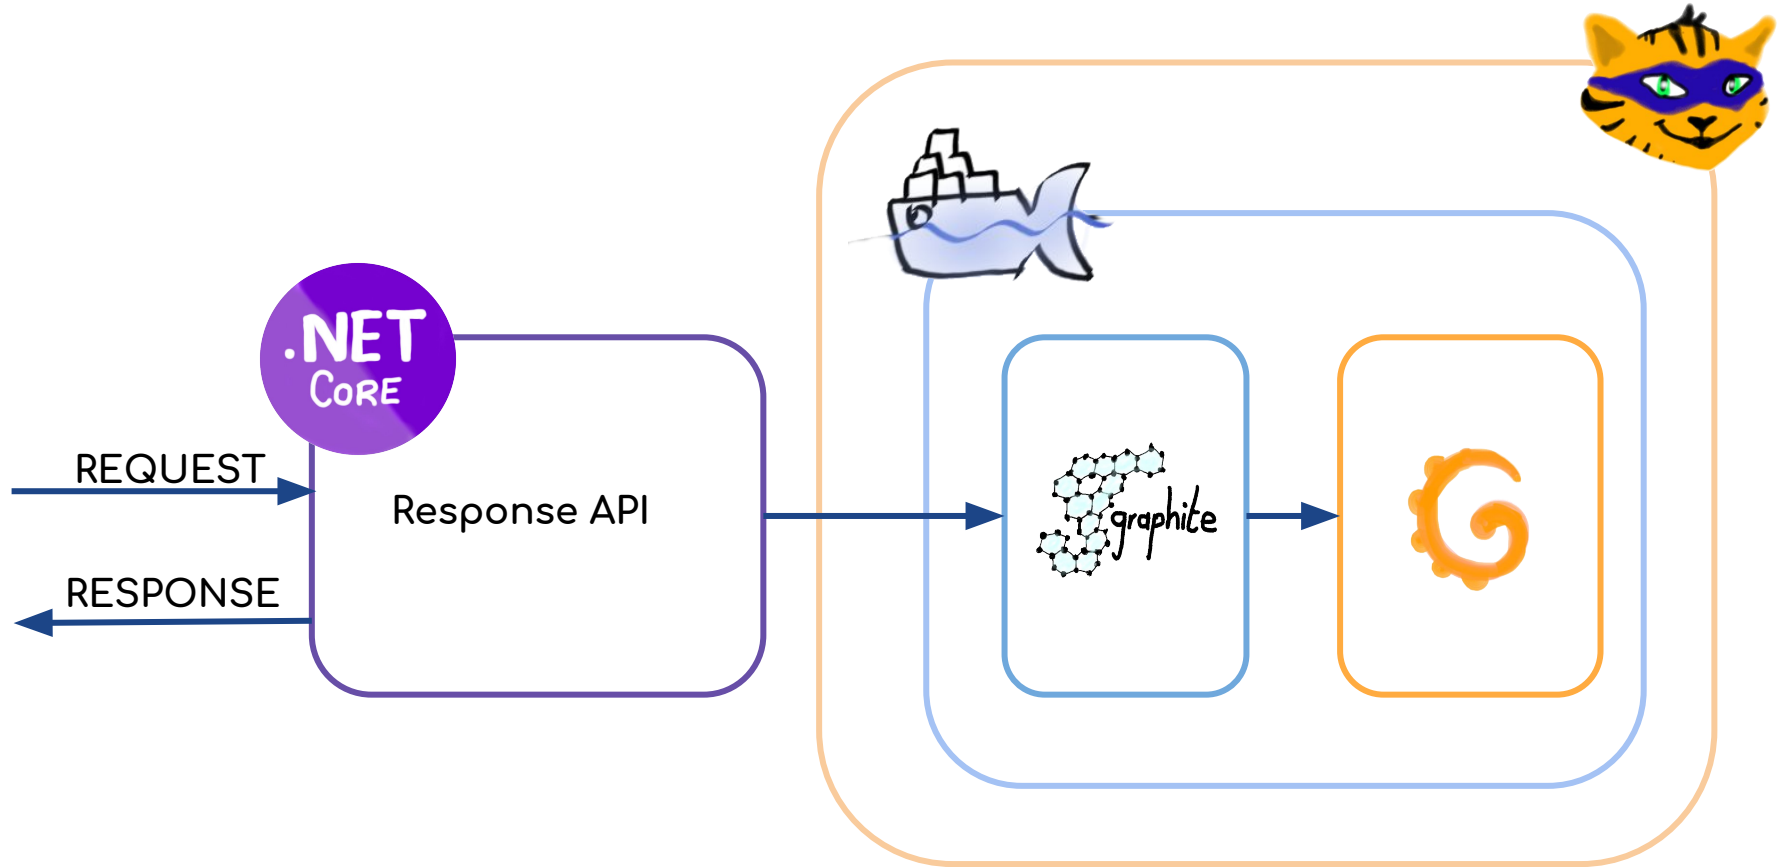 .NET
CORE
REQUEST
Response API
graphite
RESPONSE